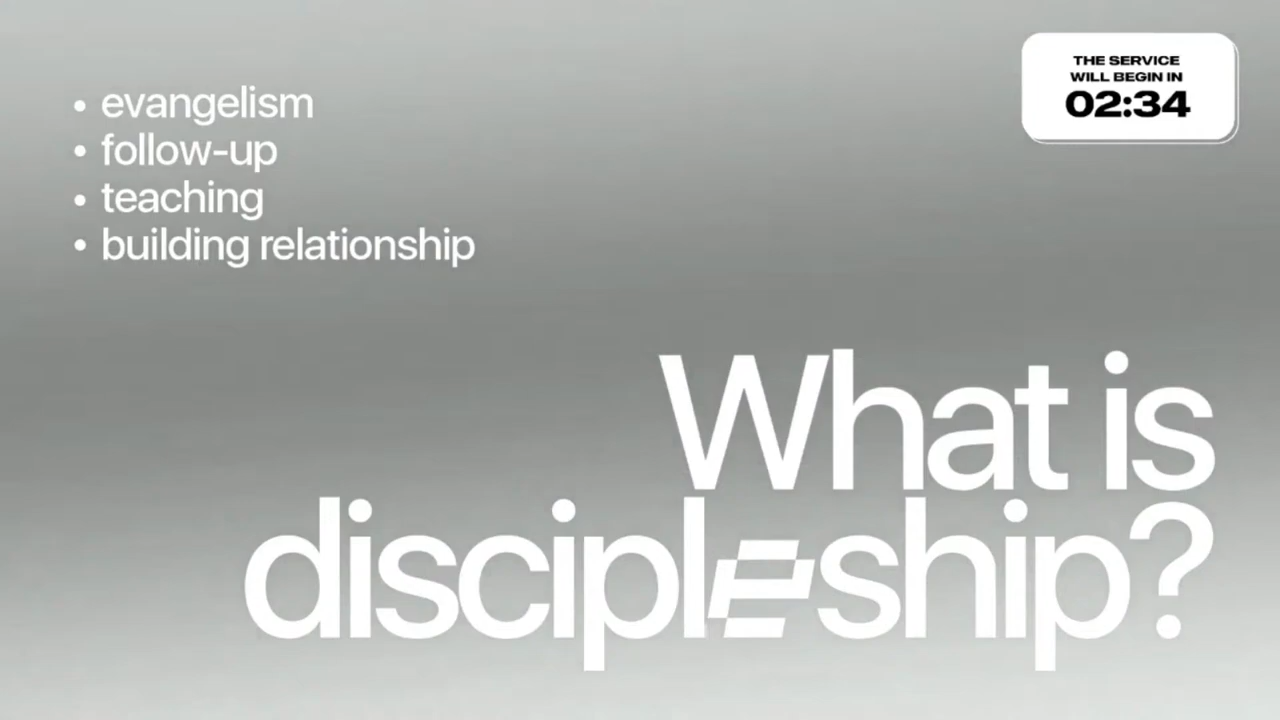 • evangelism
• follow-up
• teaching
• building relationship
THE SERVICE
WILL BEGIN IN
02:34
What is
discipleship?